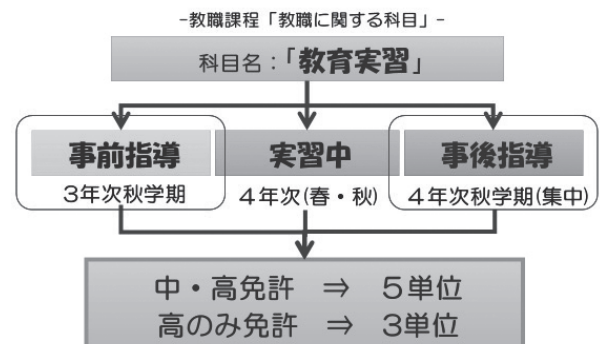 -教職課程「教職に関する科目」-
科目名：「教育実習」
事前指導
実習中
事後指導
3年次秋学期
4年次(春・秋)
4年次秋学期(集中)
中・高免許 ⇒ 5単位
高のみ免許 ⇒ 3単位